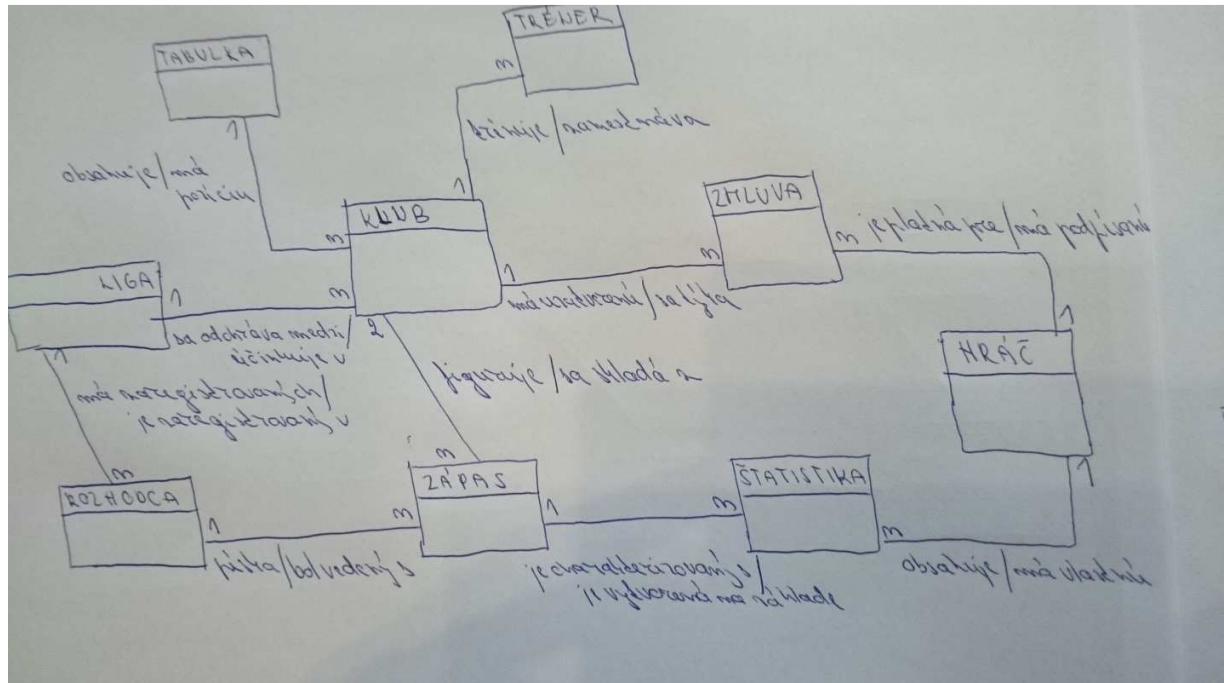 TRÉNER
TABULKA
n
1
trénuje/zamestnáva
obsahuje/má
pozíciu
1
ZMLUVA
KLUB
n
n
je platná pre/má podpísanú
LIGA
1
n
1
n
má uzatvorenú/sa týka
sa odohráva medzi/
účinkuje v
2
1
HRÁČ
1
figuruje/sa skladá z
má zaregistrovaných/
je zaregistrovaný v
n
n
ZÁPAS
ŠTATISTIKA
1
ROZHODCA
1
n
1
n
n
píska/bol vedený s
je charakterizovaný s/
je vytvorená na základe
obsahuje/má vlastnú